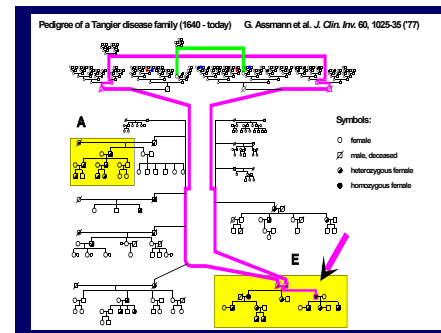 Pedigree of a Tangier disease family (1640 - today) G. Assmann et al. J. Clin. Inv. 60, 1025-35 ('77)
A
Symbols:
female
male, deceased
heterozygous female
homozygous female
E